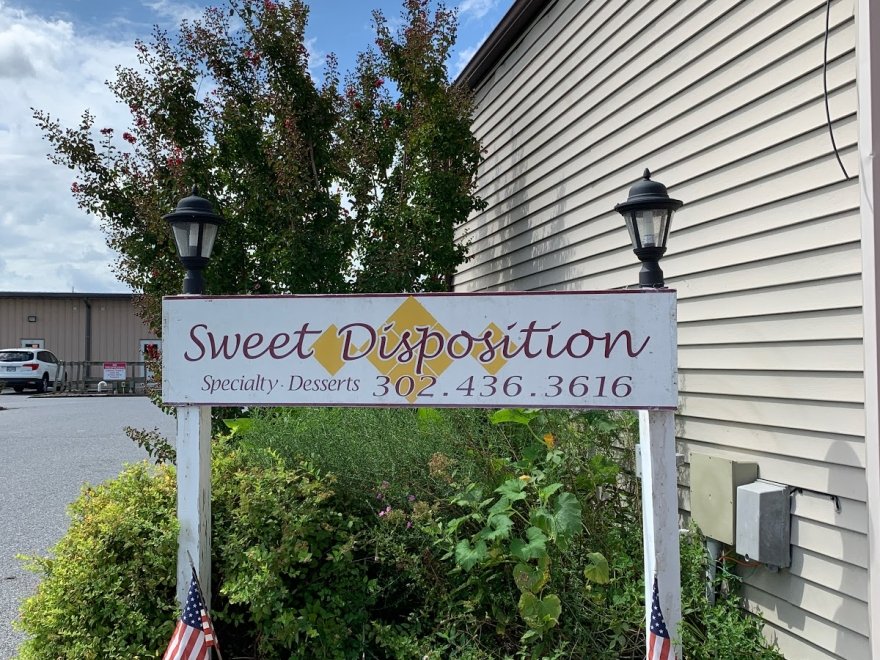 Sweet Disposition
Specialty · Desserts 302.436.3616